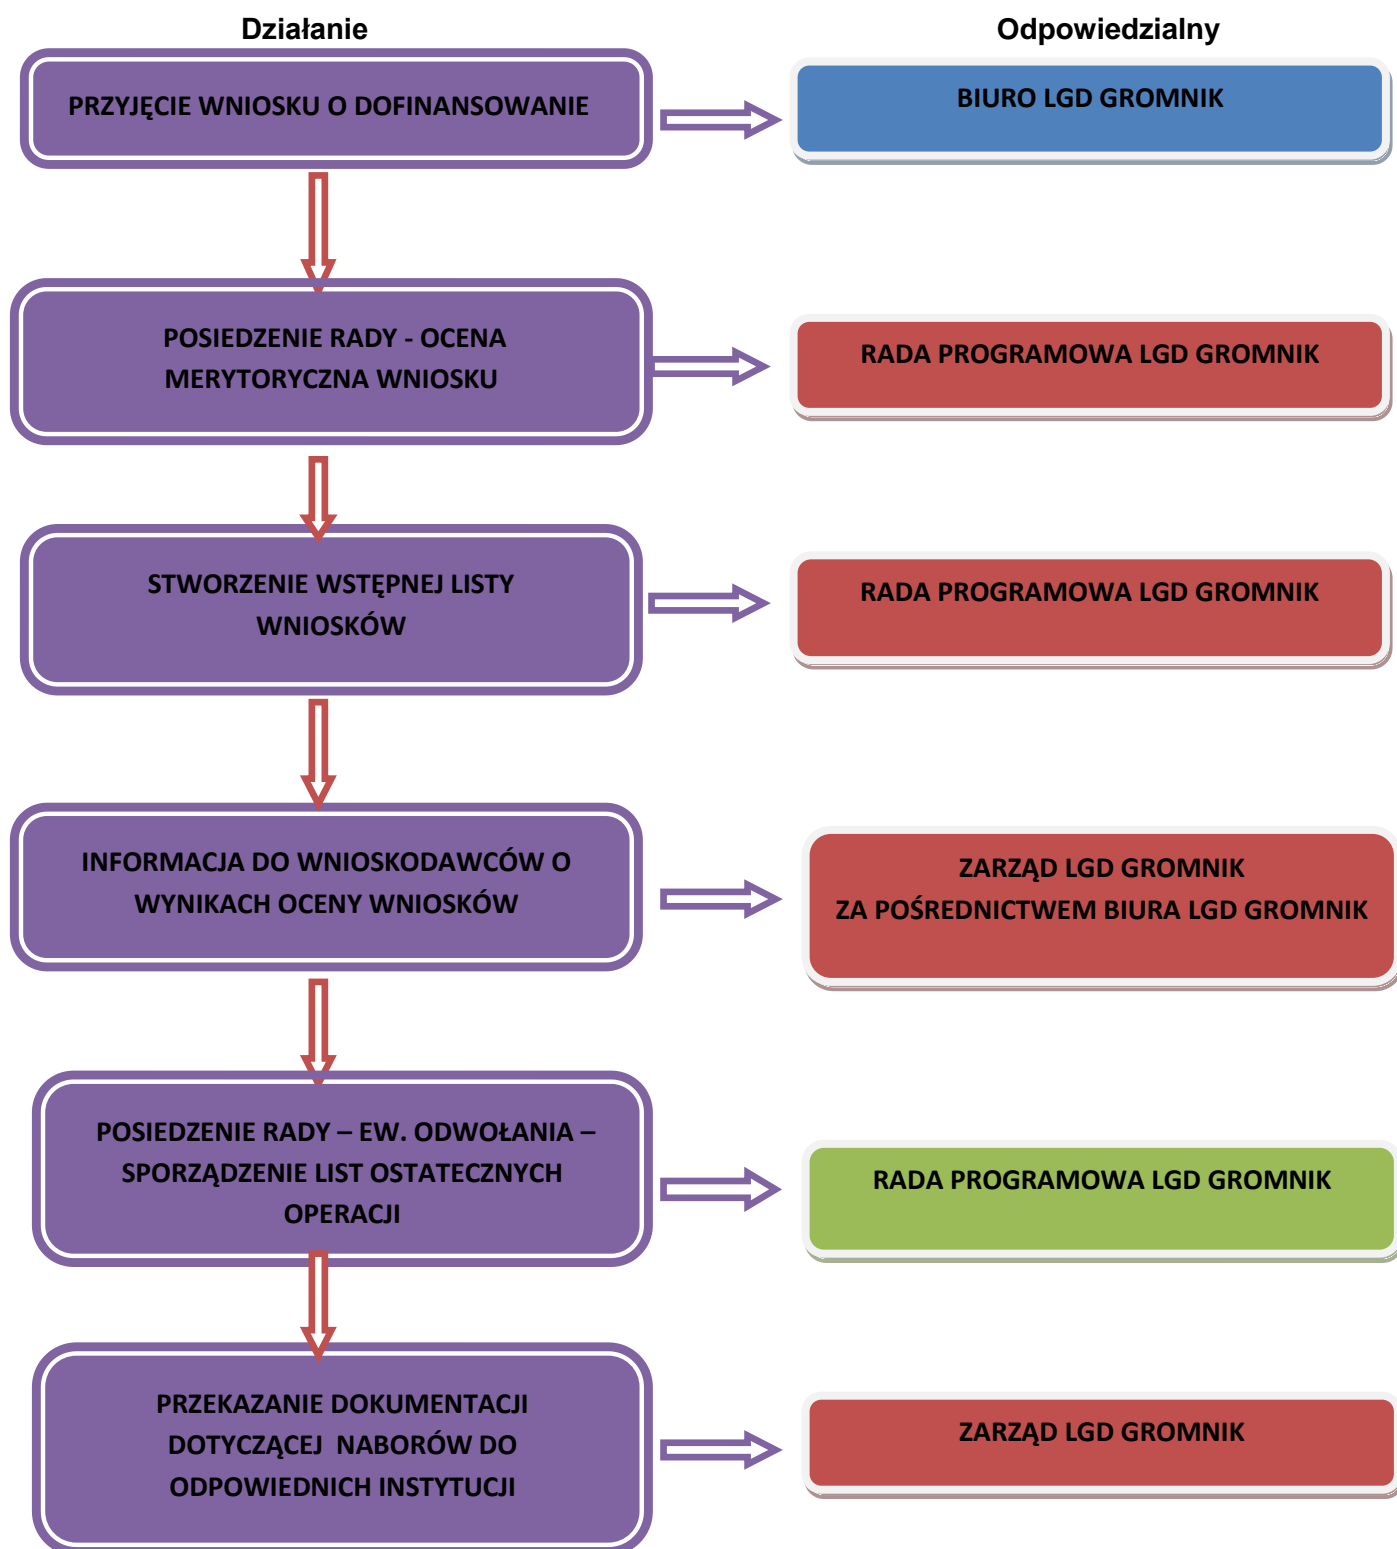 Działanie
Odpowiedzialny
PRZYJĘCIE WNIOSKU O DOFINANSOWANIE
BIURO LGD GROMNIK
POSIEDZENIE RADY - OCENA
MERYTORYCZNA WNIOSKU
RADA PROGRAMOWA LGD GROMNIK
STWORZENIE WSTĘPNEJ LISTY
WNIOSKÓW
RADA PROGRAMOWA LGD GROMNIK
INFORMACJA DO WNIOSKODAWCÓW O
WYNIKACH OCENY WNIOSKÓW
ZARZĄD LGD GROMNIK
ZA POŚREDNICTWEM BIURA LGD GROMNIK
POSIEDZENIE RADY – EW. ODWOŁANIA –
SPORZĄDZENIE LIST OSTATECZNYCH
OPERACJI
RADA PROGRAMOWA LGD GROMNIK
PRZEKAZANIE DOKUMENTACJI
DOTYCZĄCEJ NABORÓW DO
ODPOWIEDNICH INSTYTUCJI
ZARZĄD LGD GROMNIK